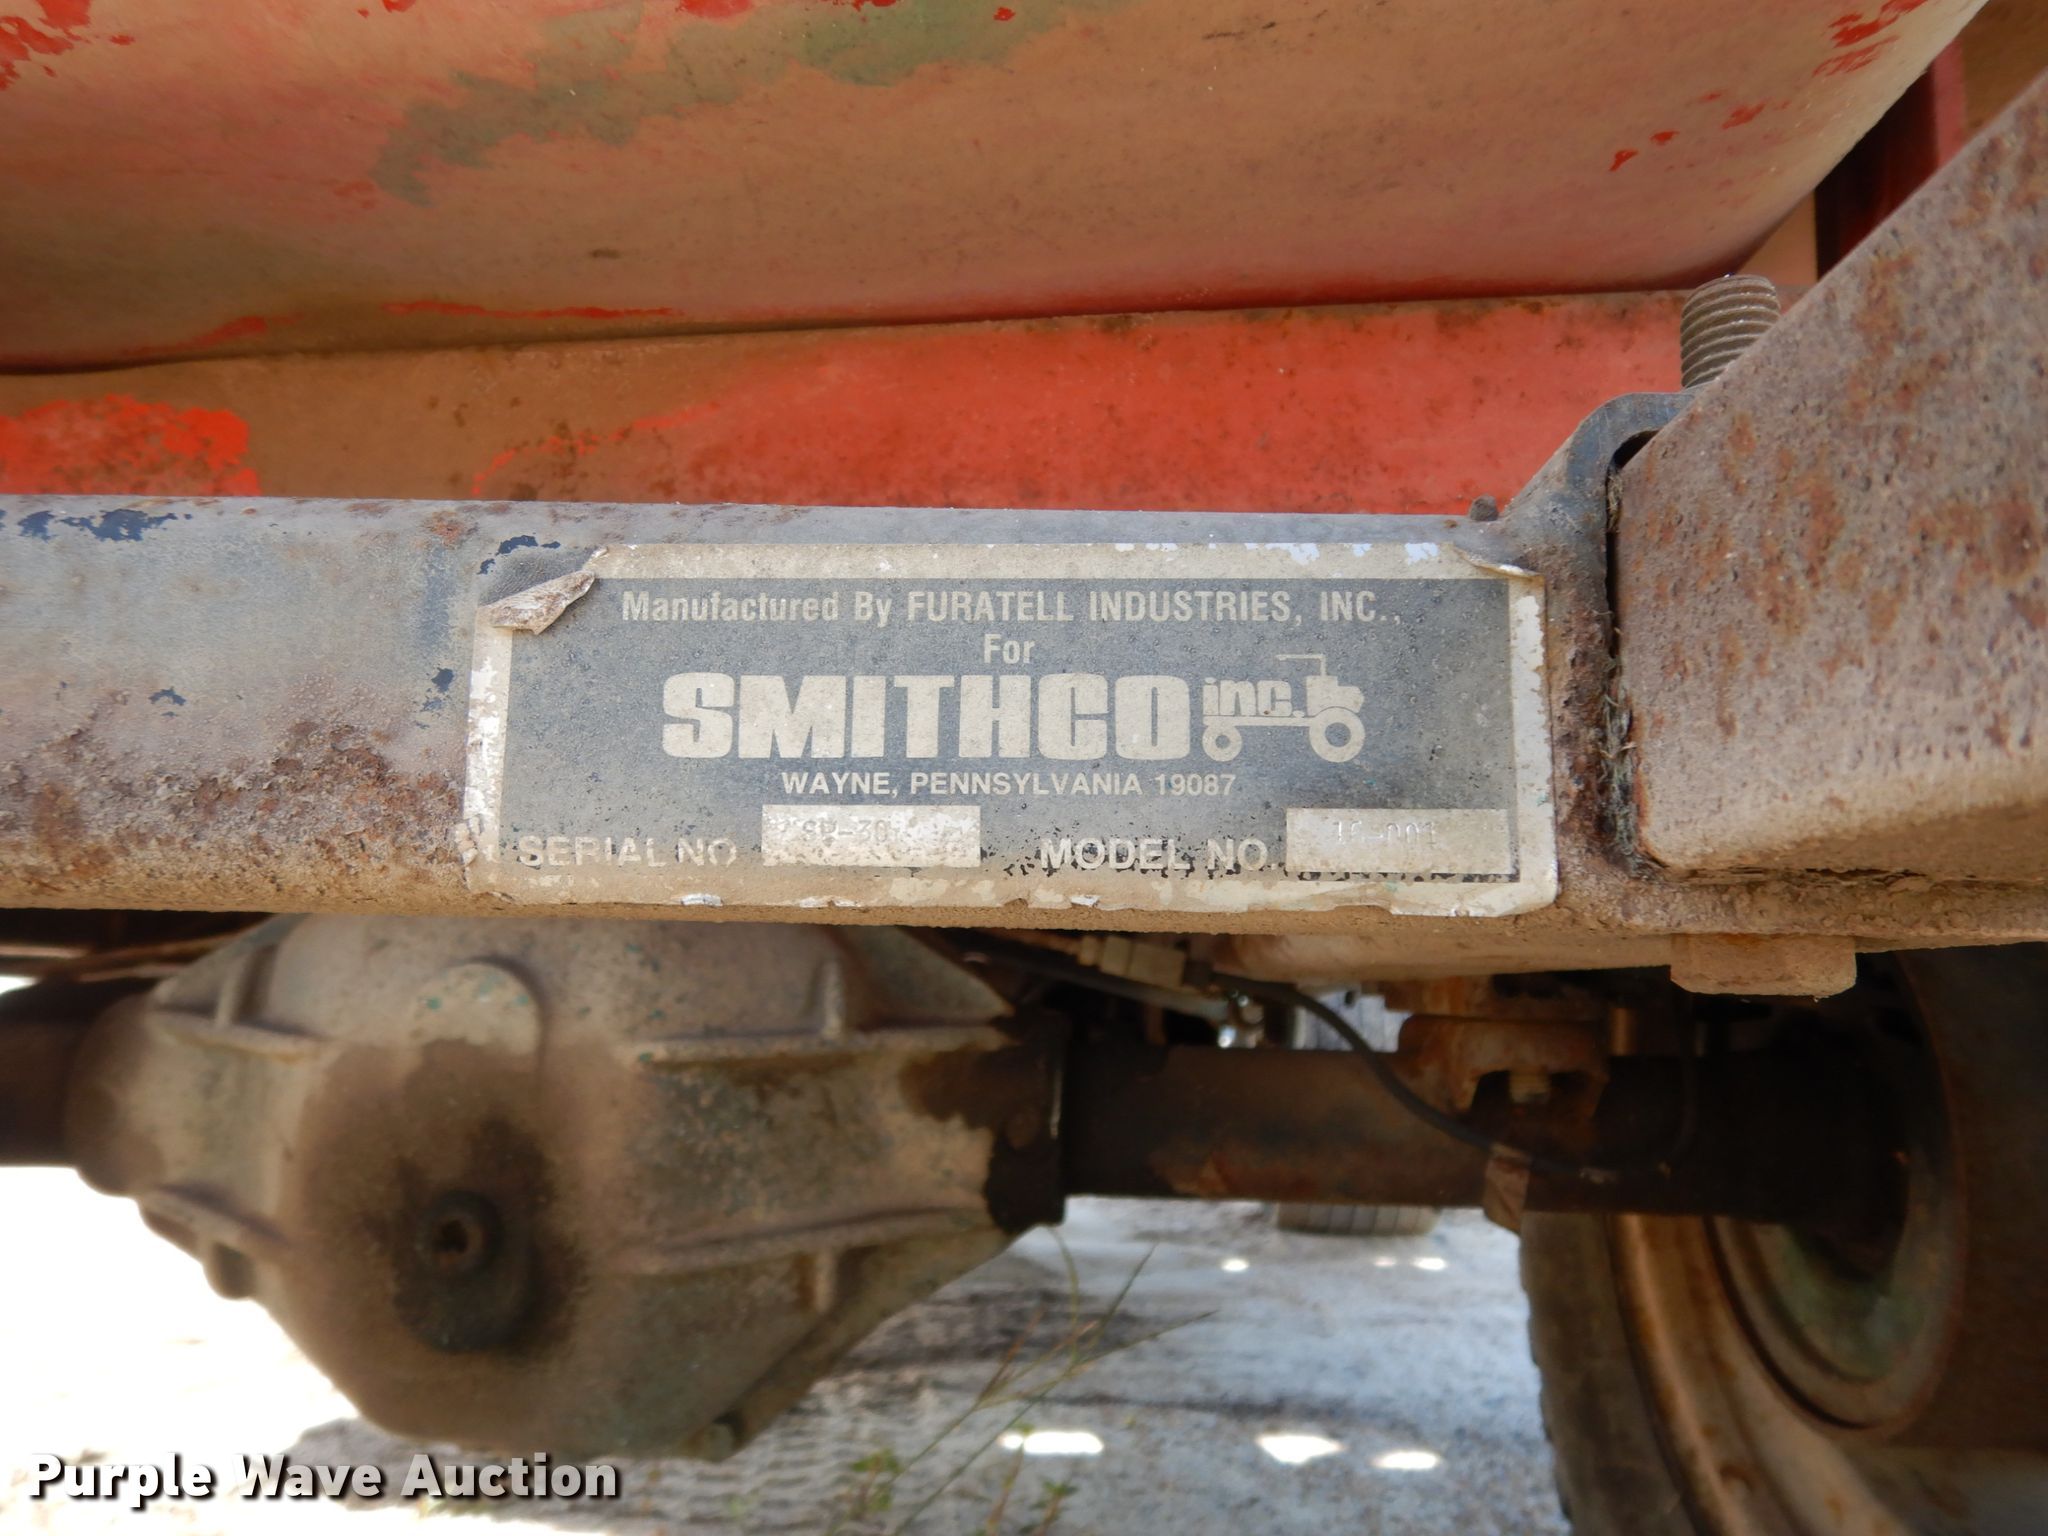 Manufactured By FURATELL INDUSTRIES, INC.,
For
SMITHCO inc.
WAYNE, PENNSYLVANIA 19087
SERIAL NO. MODEL NO.
Purple Wave Auction